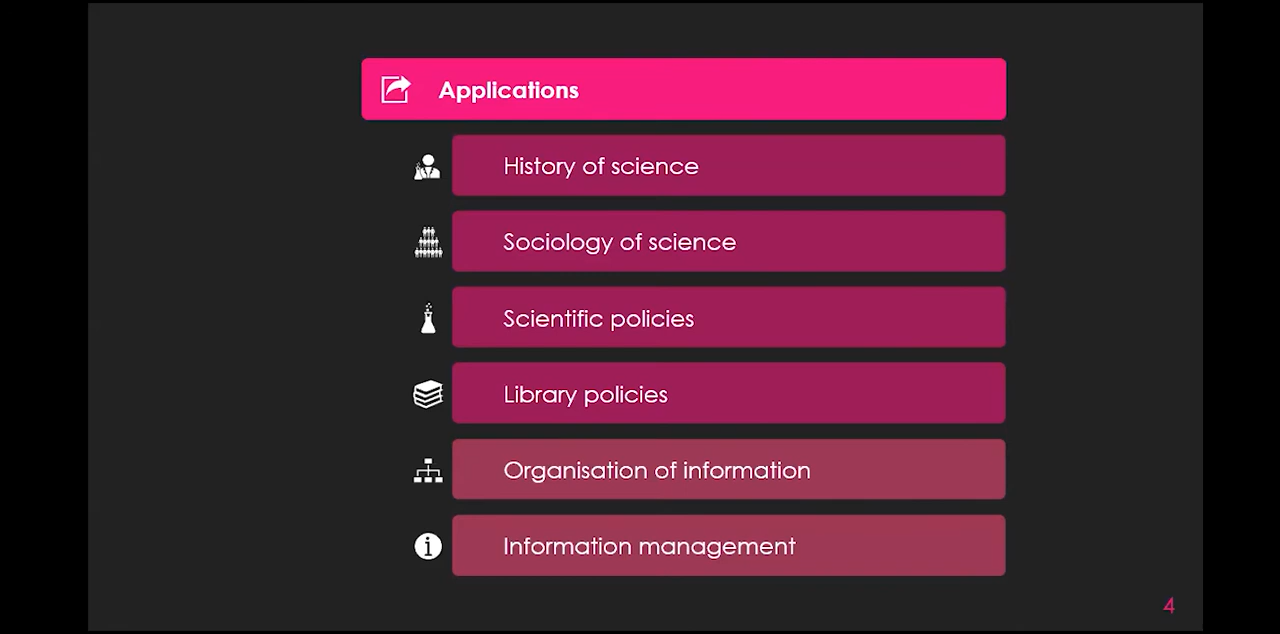 Applications
History of science
Sociology of science
Scientific policies
Library policies
Organisation of information
Information management
4